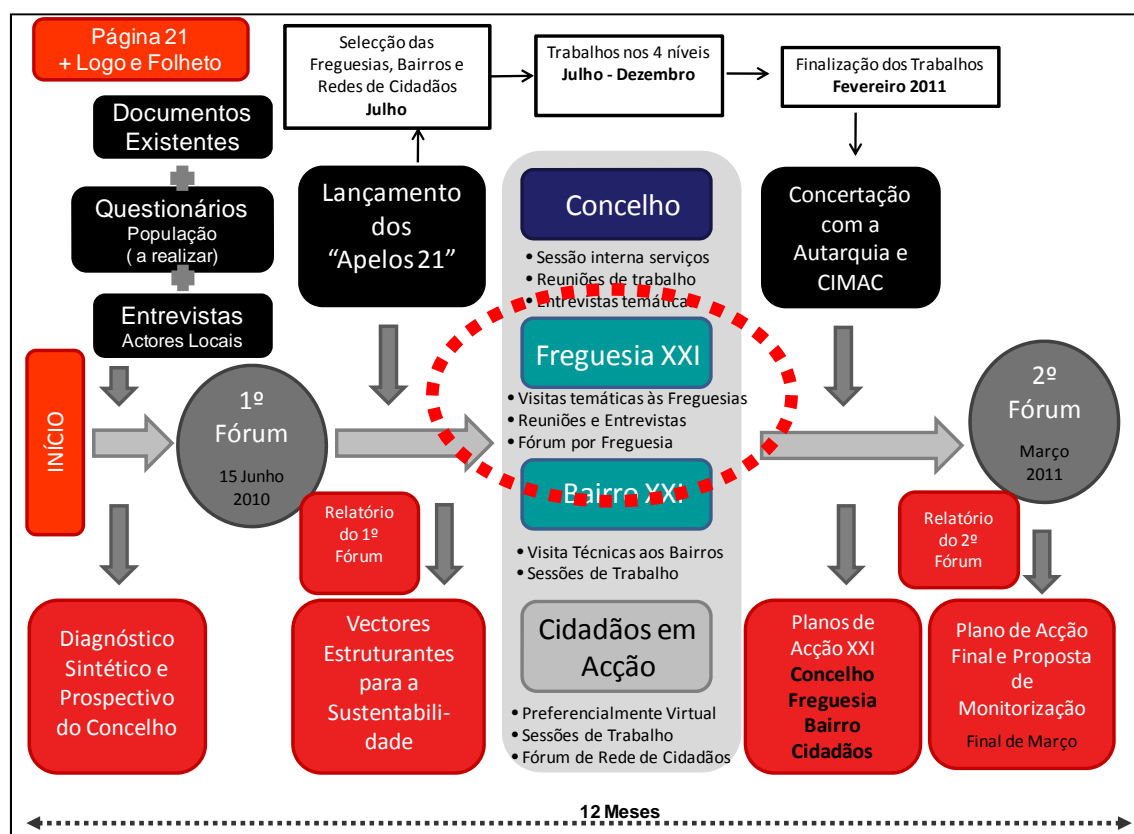 Página 21
+ Logo e Folheto
Documentos
Existentes
Questionários
População
( a realizar)
Entrevistas
Actores Locais
INÍCIO
1º
Fórum
15 Junho
2010
Diagnóstico
Sintético e
Prospectivo
do Concelho
Selecção das
Freguesias, Bairros e
Redes de Cidadãos
Julho
Lançamento
dos
“Apelos 21”
Relatório
do 1º
Fórum
Vectores
Estruturantes
para a
Sustentabili-
dade
Trabalhos nos 4 níveis
Julho - Dezembro
Concelho
• Sessão interna serviços
• Reuniões de trabalho
• Entrevistas temática
Freguesia XXI
• Visitas temáticas às Freguesias
• Reuniões e Entrevistas
• Fórum por Freguesia
Bairro XXI
• Visita Técnicas aos Bairros
• Sessões de Trabalho
Cidadãos em
Acção
• Preferencialmente Virtual
• Sessões de Trabalho
• Fórum de Rede de Cidadãos
Finalização dos Trabalhos
Fevereiro 2011
Concertação
com a
Autarquia e
CIMAC
Planos de
Acção XXI
Concelho
Freguesia
Bairro
Cidadãos
2º
Fórum
Março
2011
Relatório
do 2º
Fórum
Plano de Acção
Final e Proposta
de
Monitorização
Final de Março
12 Meses